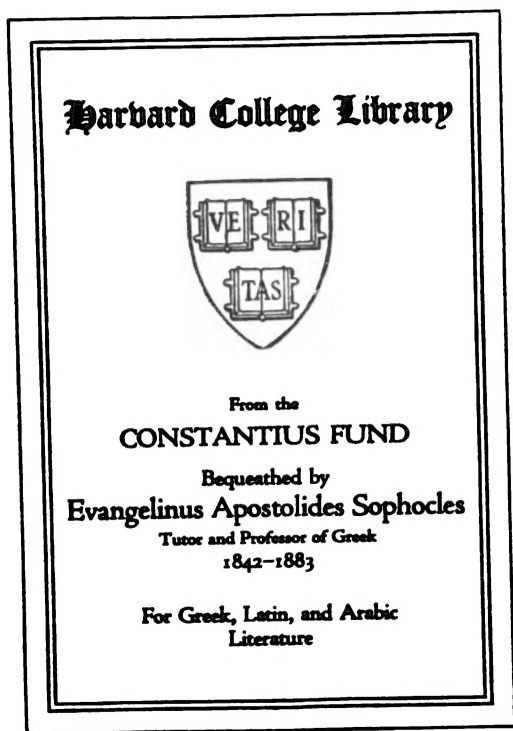 Harvard College Library
VE RI
TAS
From the
CONSTANTIUS FUND
Bequeathed by
Evangelinus Apostolides Sophocles
Tutor and Professor of Greek
1842–1883
For Greek, Latin, and Arabic
Literature